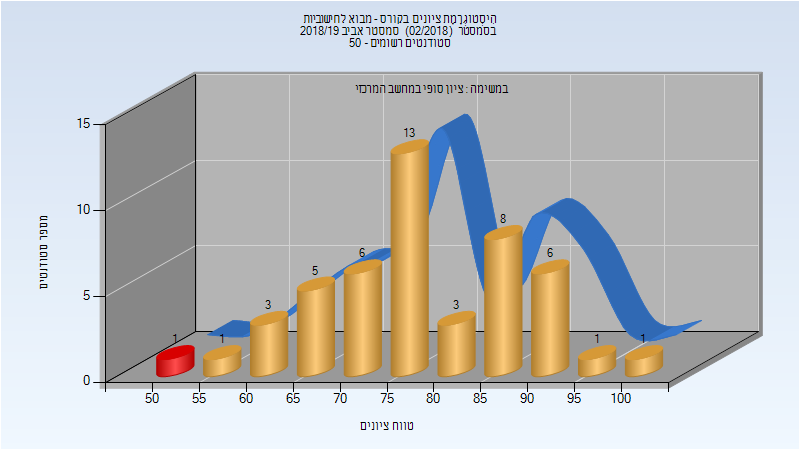 היסטוגרמת ציונים בקורס - מבוא לחישוביות
בסמסטר (02/2018) סמסטר אביב 2018/19
סטודנטים רשומים - 50
במשימה : ציון סופי במחשב המרכזי
מספר סטודנטים
15
10
5
0
1
1
3
5
6
13
3
8
6
1
1
50 55 60 65 70 75 80 85 90 95 100
טווח ציונים